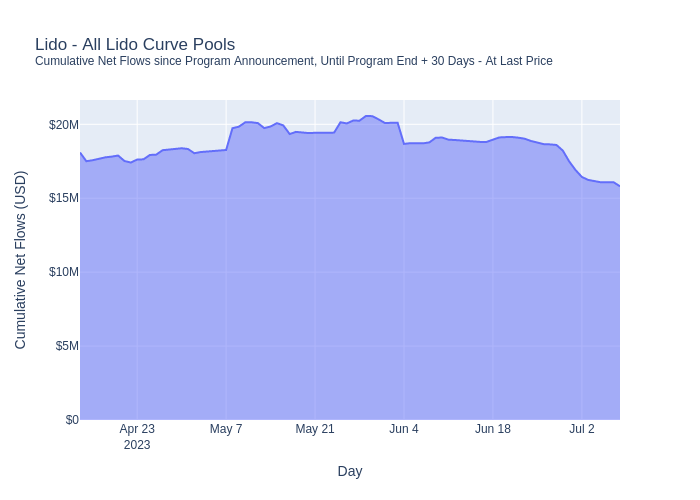 Lido - All Lido Curve Pools
Cumulative Net Flows since Program Announcement, Until Program End + 30 Days - At Last Price
Cumulative Net Flows (USD)
$20M
$15M
$10M
$5M
$0
Apr 23
2023
May 7
May 21
Jun 4
Jun 18
Jul 2
Day